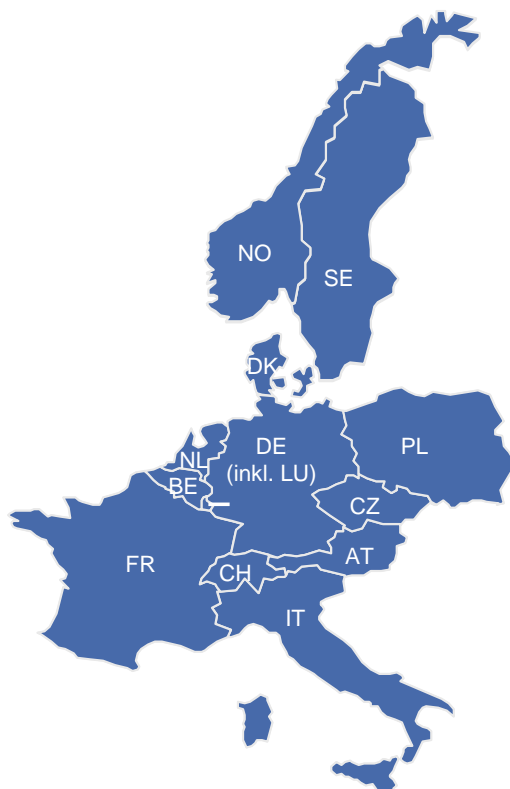 NO
SE
DK
DE
(inkl. LU)
PL
NL
BE
CZ
AT
FR
CH
IT